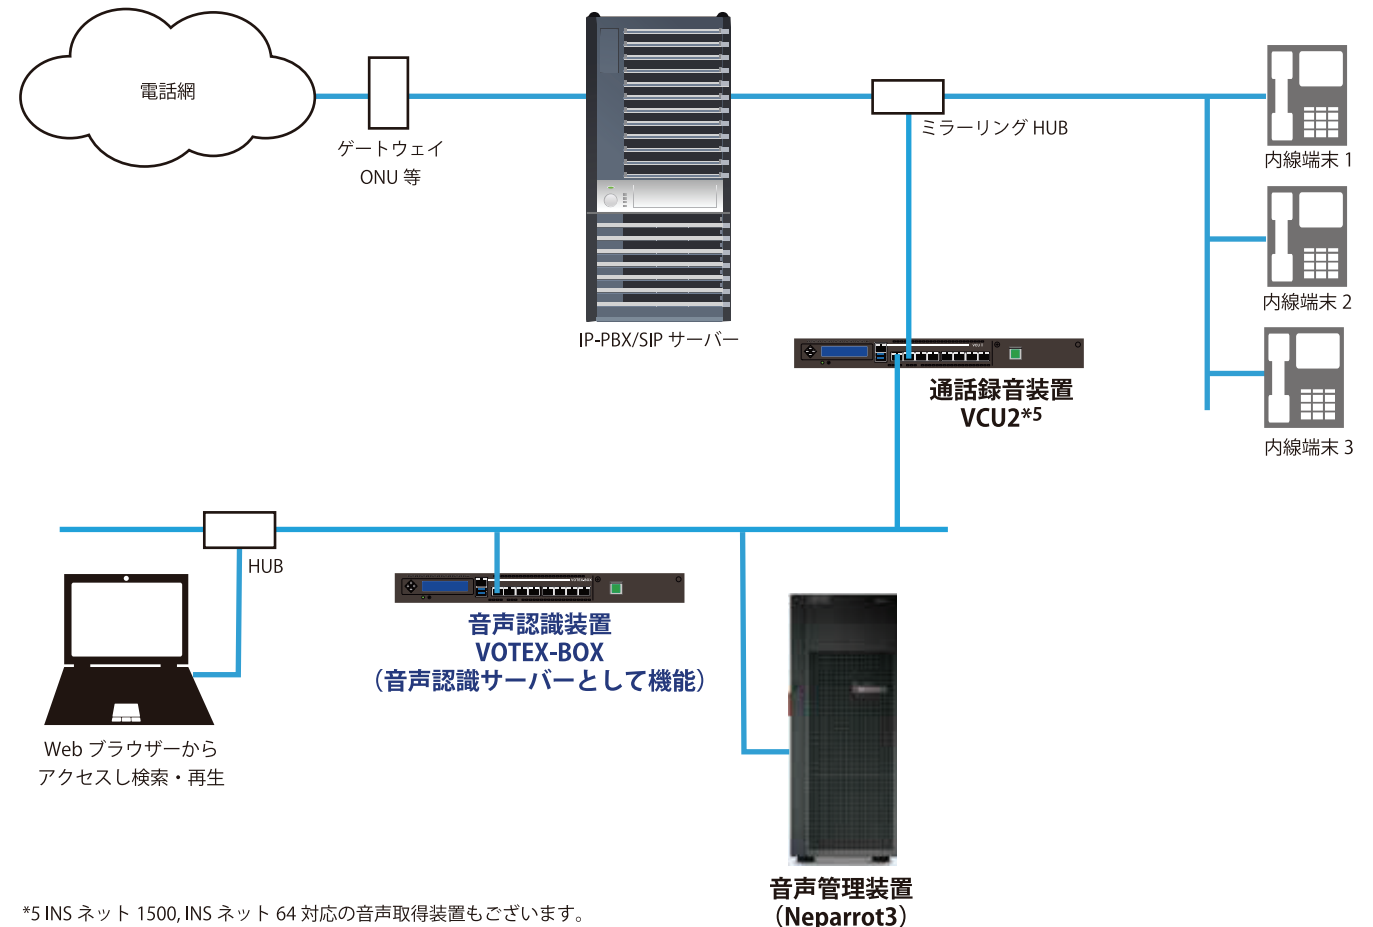 電話網
ゲートウェイ
ONU 等
IP-PBX/SIP サーバー
ミラーリング HUB
内線端末 1
内線端末 2
内線端末 3
通話録音装置
VCU2*5
HUB
音声認識装置
VOTEX-BOX
（音声認識サーバーとして機能）
Web ブラウザーから
アクセスし検索・再生
音声管理装置
（Neparrot3）
*5 INS ネット 1500, INS ネット 64 対応の音声取得装置もございます。